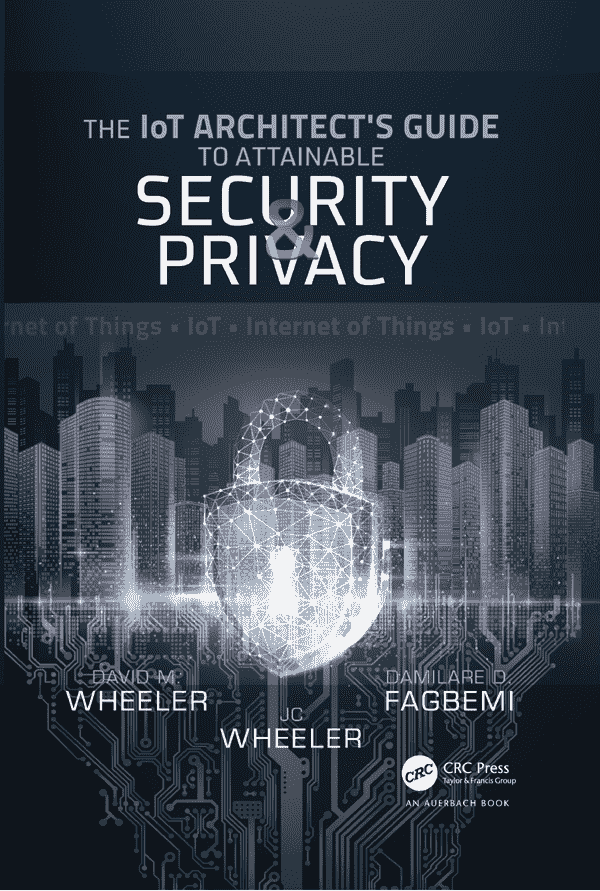 THE IoT ARCHITECT'S GUIDE
TO ATTAINABLE
SECURITY
&
PRIVACY
rnet of Things ▪ IoT ▪ Internet of Things ▪ IoT ▪ Int
DAVID M.
WHEELER
JC
WHEELER
DAMILARE D.
FAGBEMI
CRC
CRC Press
Taylor & Francis Group
AN AUERBACH BOOK